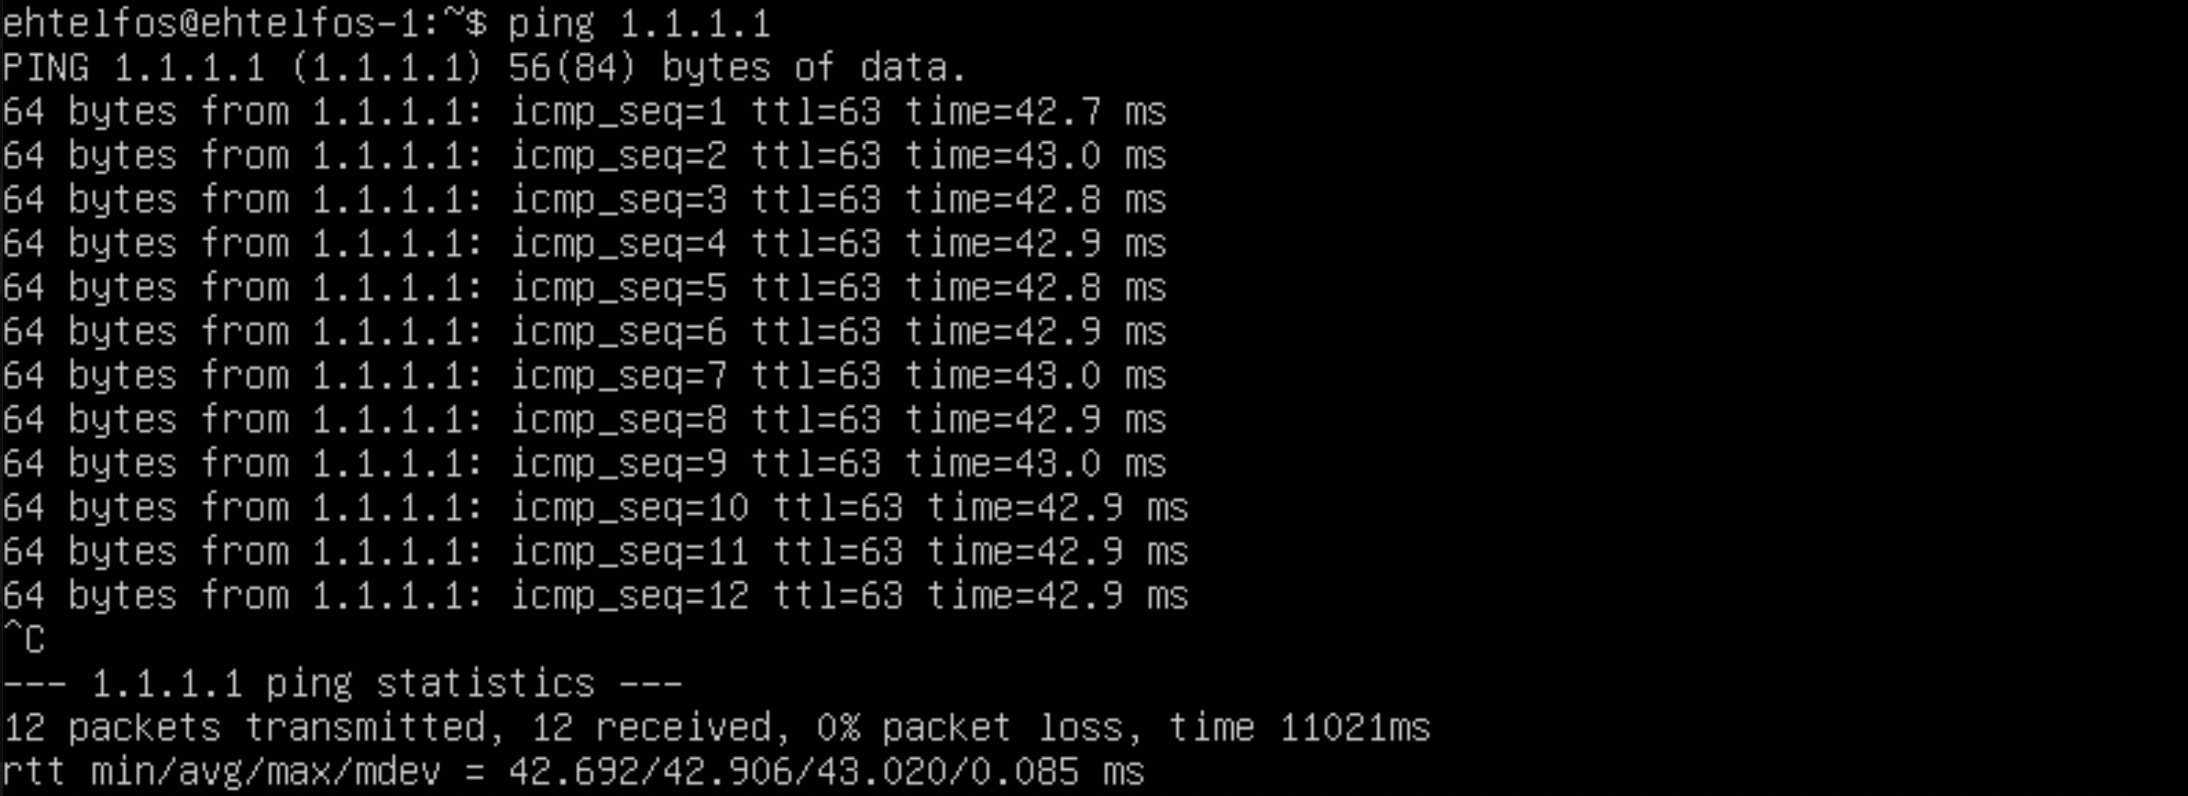 ehtelfos@ehtelfos-1:~$ ping 1.1.1.1
PING 1.1.1.1 (1.1.1.1) 56(84) bytes of data.
64 bytes from 1.1.1.1: icmp_seq=1 ttl=63 time=42.7 ms
64 bytes from 1.1.1.1: icmp_seq=2 ttl=63 time=43.0 ms
64 bytes from 1.1.1.1: icmp_seq=3 ttl=63 time=42.8 ms
64 bytes from 1.1.1.1: icmp_seq=4 ttl=63 time=42.9 ms
64 bytes from 1.1.1.1: icmp_seq=5 ttl=63 time=42.8 ms
64 bytes from 1.1.1.1: icmp_seq=6 ttl=63 time=42.9 ms
64 bytes from 1.1.1.1: icmp_seq=7 ttl=63 time=43.0 ms
64 bytes from 1.1.1.1: icmp_seq=8 ttl=63 time=42.9 ms
64 bytes from 1.1.1.1: icmp_seq=9 ttl=63 time=43.0 ms
64 bytes from 1.1.1.1: icmp_seq=10 ttl=63 time=42.9 ms
64 bytes from 1.1.1.1: icmp_seq=11 ttl=63 time=42.9 ms
64 bytes from 1.1.1.1: icmp_seq=12 ttl=63 time=42.9 ms
^C
--- 1.1.1.1 ping statistics ---
12 packets transmitted, 12 received, 0% packet loss, time 11021ms
rtt min/avg/max/mdev = 42.692/42.906/43.020/0.085 ms